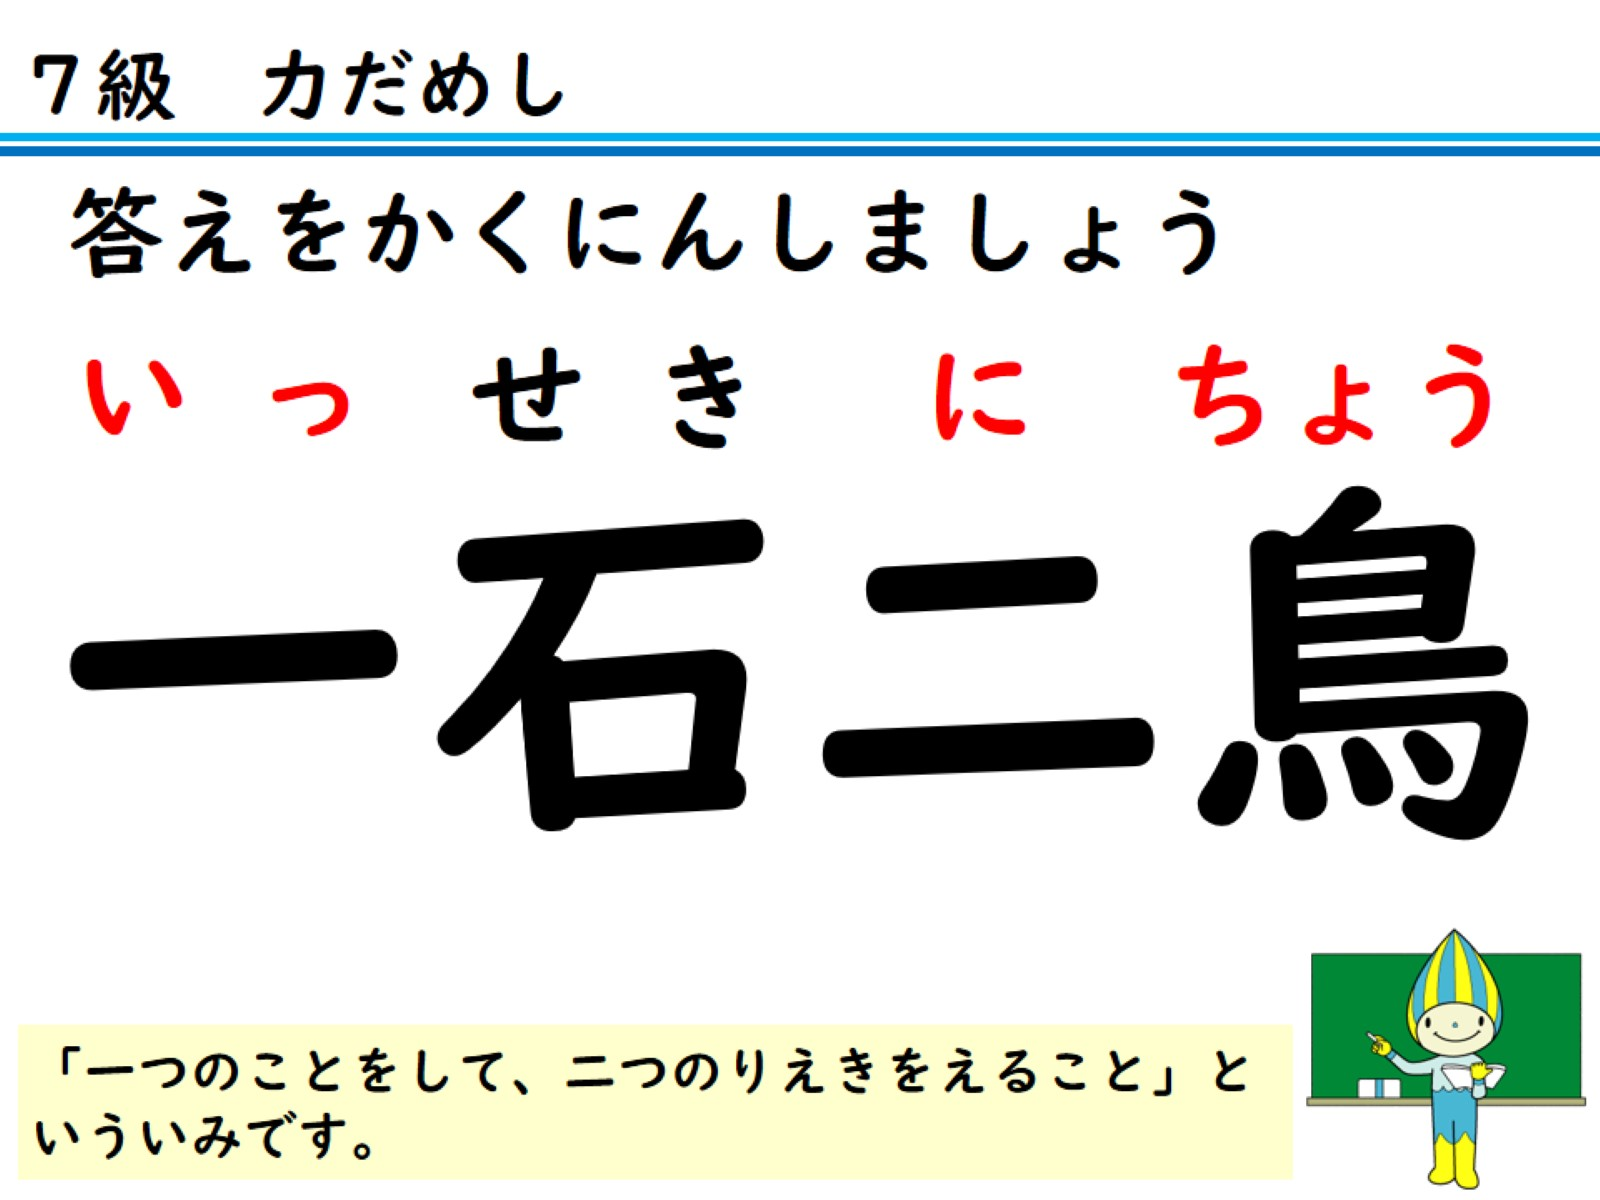 ７級　力だめし
答えをかくにんしましょう
いっせき　にちょう
一石二鳥
「一つのことをして、二つのりえきをえること」と
いういみです。